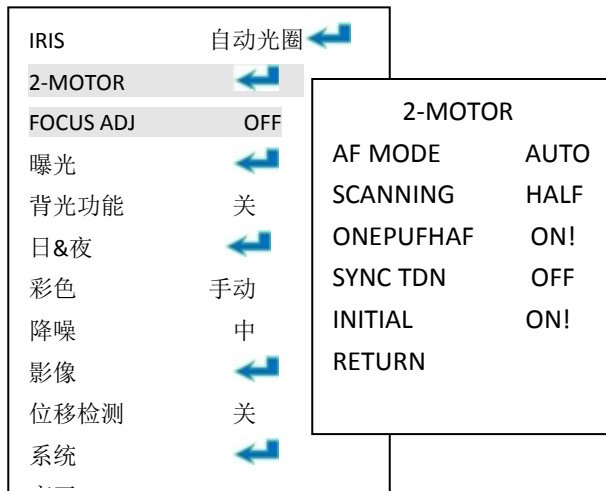 IRIS 自动光圈
2-MOTOR
FOCUS ADJ OFF
曝光
背光功能 关
日&夜
彩色 手动
降噪 中
影像
位移检测 关
系统
2-MOTOR
AF MODE AUTO
SCANNING HALF
ONEPUFHAF ON!
SYNC TDN OFF
INITIAL ON!
RETURN